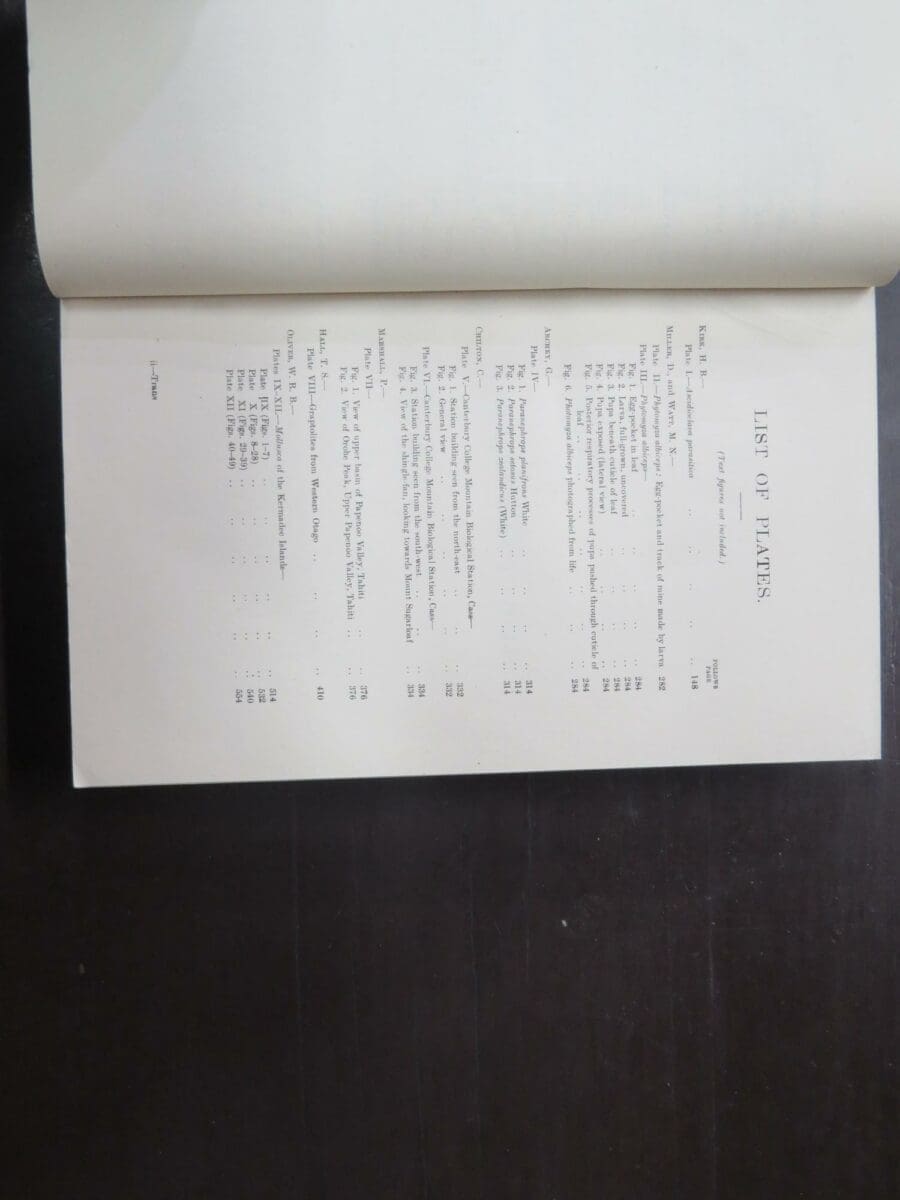 LIST OF PLATES.
(Text figures not included.)
FOLLOWS
PAGE
KIRK, H. B.—
Plate I.—Ascidioclava parasitica .. .. .. .. 148
MILLER, D., and WATT, M. N.—
Plate II.—Phytomyza albiceps: Egg-pocket and track of mine made by larva 282
Plate III.—Phytomyza albiceps—
Fig. 1. Egg-pocket in leaf .. .. .. .. 284
Fig. 2. Larva, full-grown, uncovered .. .. .. 284
Fig. 3. Pupa beneath cuticle of leaf .. .. .. 284
Fig. 4. Pupa exposed (lateral view) .. .. .. 284
Fig. 5. Posterior respiratory processes of pupa pushed through cuticle of
leaf .. .. .. .. .. 284
Fig. 6. Phytomyza albiceps photographed from life .. .. .. 284
ARCHEY, G.—
Plate IV—
Fig. 1. Paranephrops planifrons White .. .. .. 314
Fig. 2. Paranephrops setosus Hutton .. .. .. 314
Fig. 3. Paranephrops zealandicus (White) .. .. .. 314
CHILTON, C.—
Plate V.—Canterbury College Mountain Biological Station, Cass—
Fig. 1. Station building seen from the north-east .. .. .. 332
Fig. 2. General view .. .. .. .. 332
Plate VI.—Canterbury College Mountain Biological Station, Cass—
Fig. 3. Station building seen from the south-west .. .. .. 334
Fig. 4. View of the shingle-fan, looking towards Mount Sugarloaf .. 334
MARSHALL, P.—
Plate VII—
Fig. 1. View of upper basin of Papenoo Valley, Tahiti .. .. 376
Fig. 2. View of Orohe Peak, Upper Papenoo Valley, Tahiti .. .. 376
HALL, T. S.—
Plate VIII—Graptolites from Western Otago .. .. .. .. 410
OLIVER, W. R. B.—
Plates IX–XII—Mollusca of the Kermadec Islands—
Plate IX (Figs. 1–7) .. .. .. .. .. 514
Plate X (Figs. 8–28) .. .. .. .. .. 532
Plate XI (Figs. 29–39) .. .. .. .. .. 540
Plate XII (Figs. 40–49) .. .. .. .. .. 554
ii—Trans